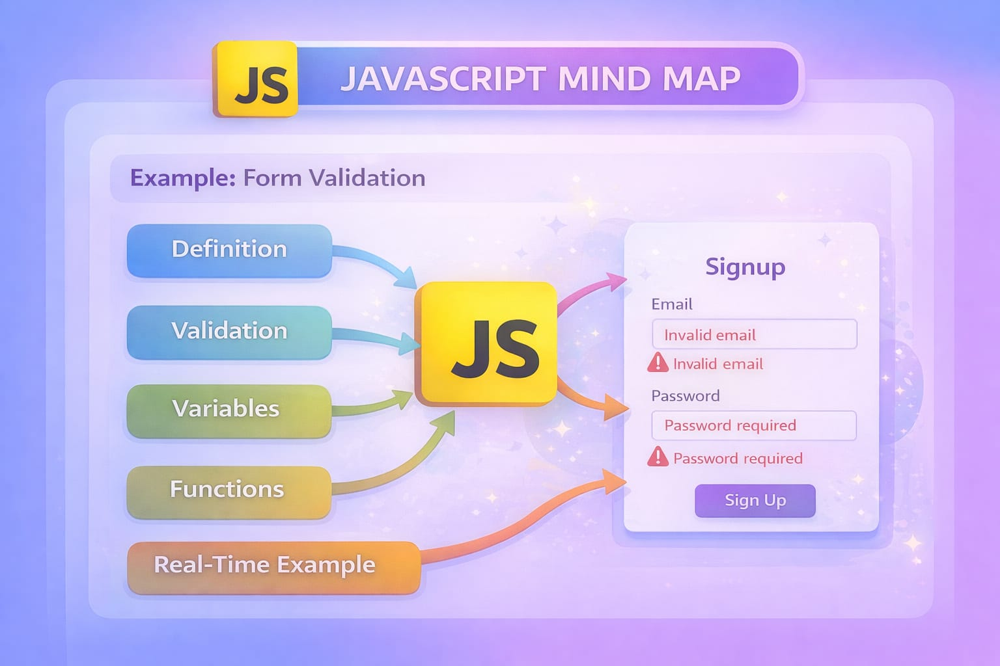 JS
JAVASCRIPT MIND MAP
Example: Form Validation
Definition
Validation
Variables
Functions
Real-Time Example
JS
Signup
Email
Invalid email
Invalid email
Password
Password required
Password required
Sign Up